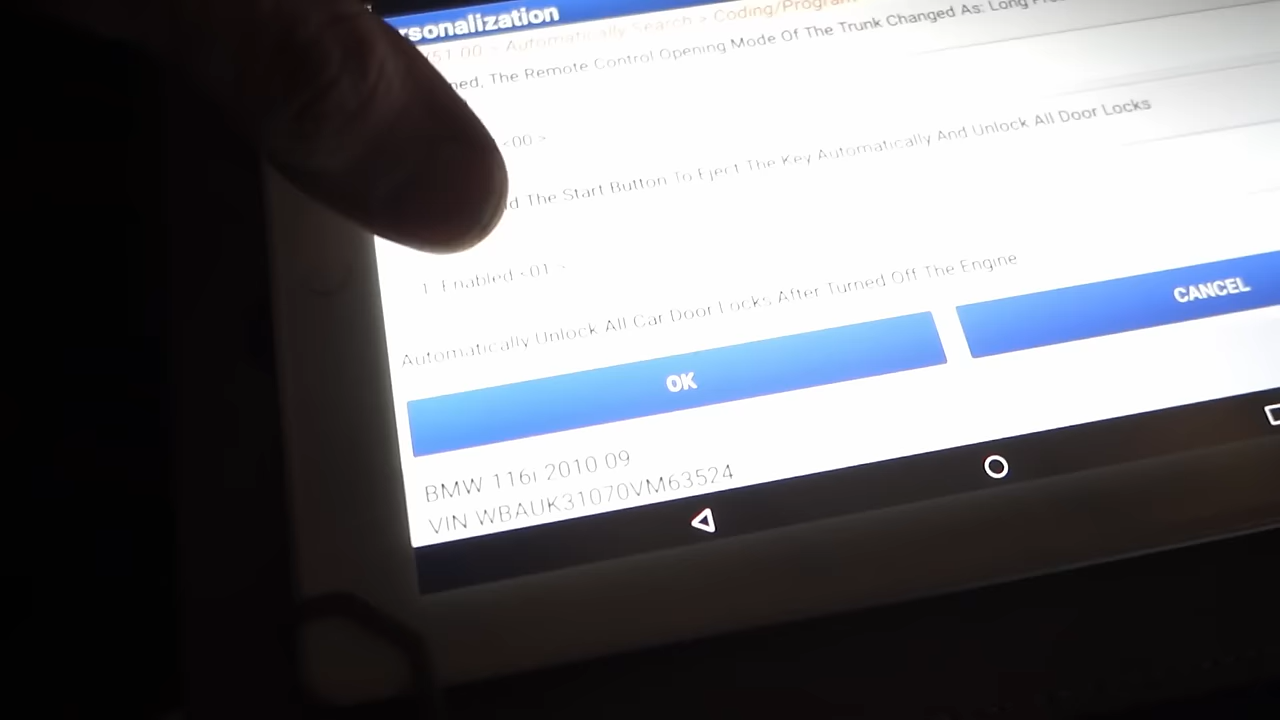 rsonalization
51.00 > Automatically Search > Coding/Program
ned, The Remote Control Opening Mode Of The Trunk Changed As: Long
<00 >
d The Start Button To Eject The Key Automatically And Unlock All Door Locks
1. Enabled <01 >
Automatically Unlock All Car Door Locks After Turned Off The Engine
OK
CANCEL
BMW 116i 2010 09
VIN WBAUK31070VM63524